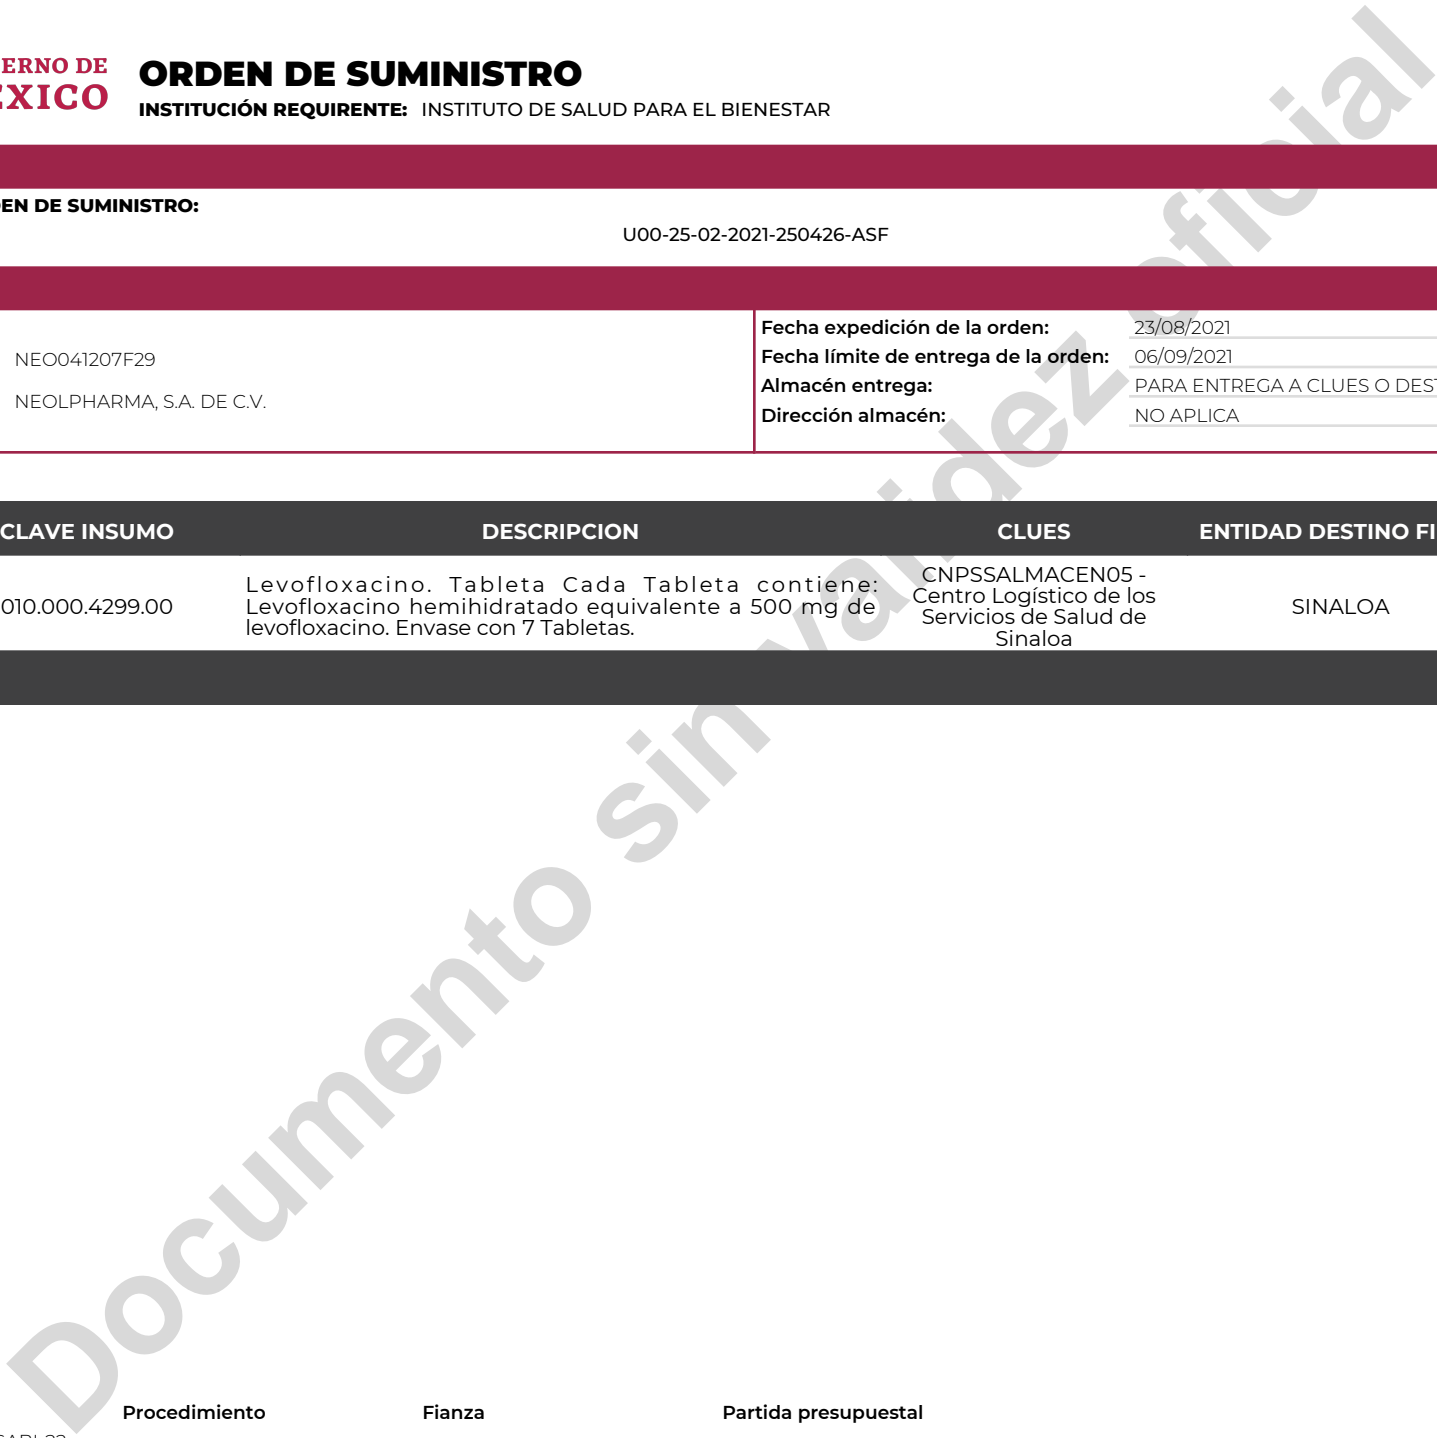 ERNO DE
ÉXICO
ORDEN DE SUMINISTRO
INSTITUCIÓN REQUIRENTE: INSTITUTO DE SALUD PARA EL BIENESTAR
EN DE SUMINISTRO:
U00-25-02-2021-250426-ASF
NEO041207F29
NEOLPHARMA, S.A. DE C.V.
Fecha expedición de la orden: 23/08/2021
Fecha límite de entrega de la orden: 06/09/2021
Almacén entrega: PARA ENTREGA A CLUES O DEST
Dirección almacén: NO APLICA
CLAVE INSUMO DESCRIPCION CLUES ENTIDAD DESTINO FI
010.000.4299.00
Levofloxacino. Tableta Cada Tableta contiene:
Levofloxacino hemihidratado equivalente a 500 mg de
levofloxacino. Envase con 7 Tabletas.
CNPSSALMACEN05 -
Centro Logístico de los
Servicios de Salud de
Sinaloa
SINALOA
Documento sin validez oficial
Procedimiento Fianza Partida presupuestal